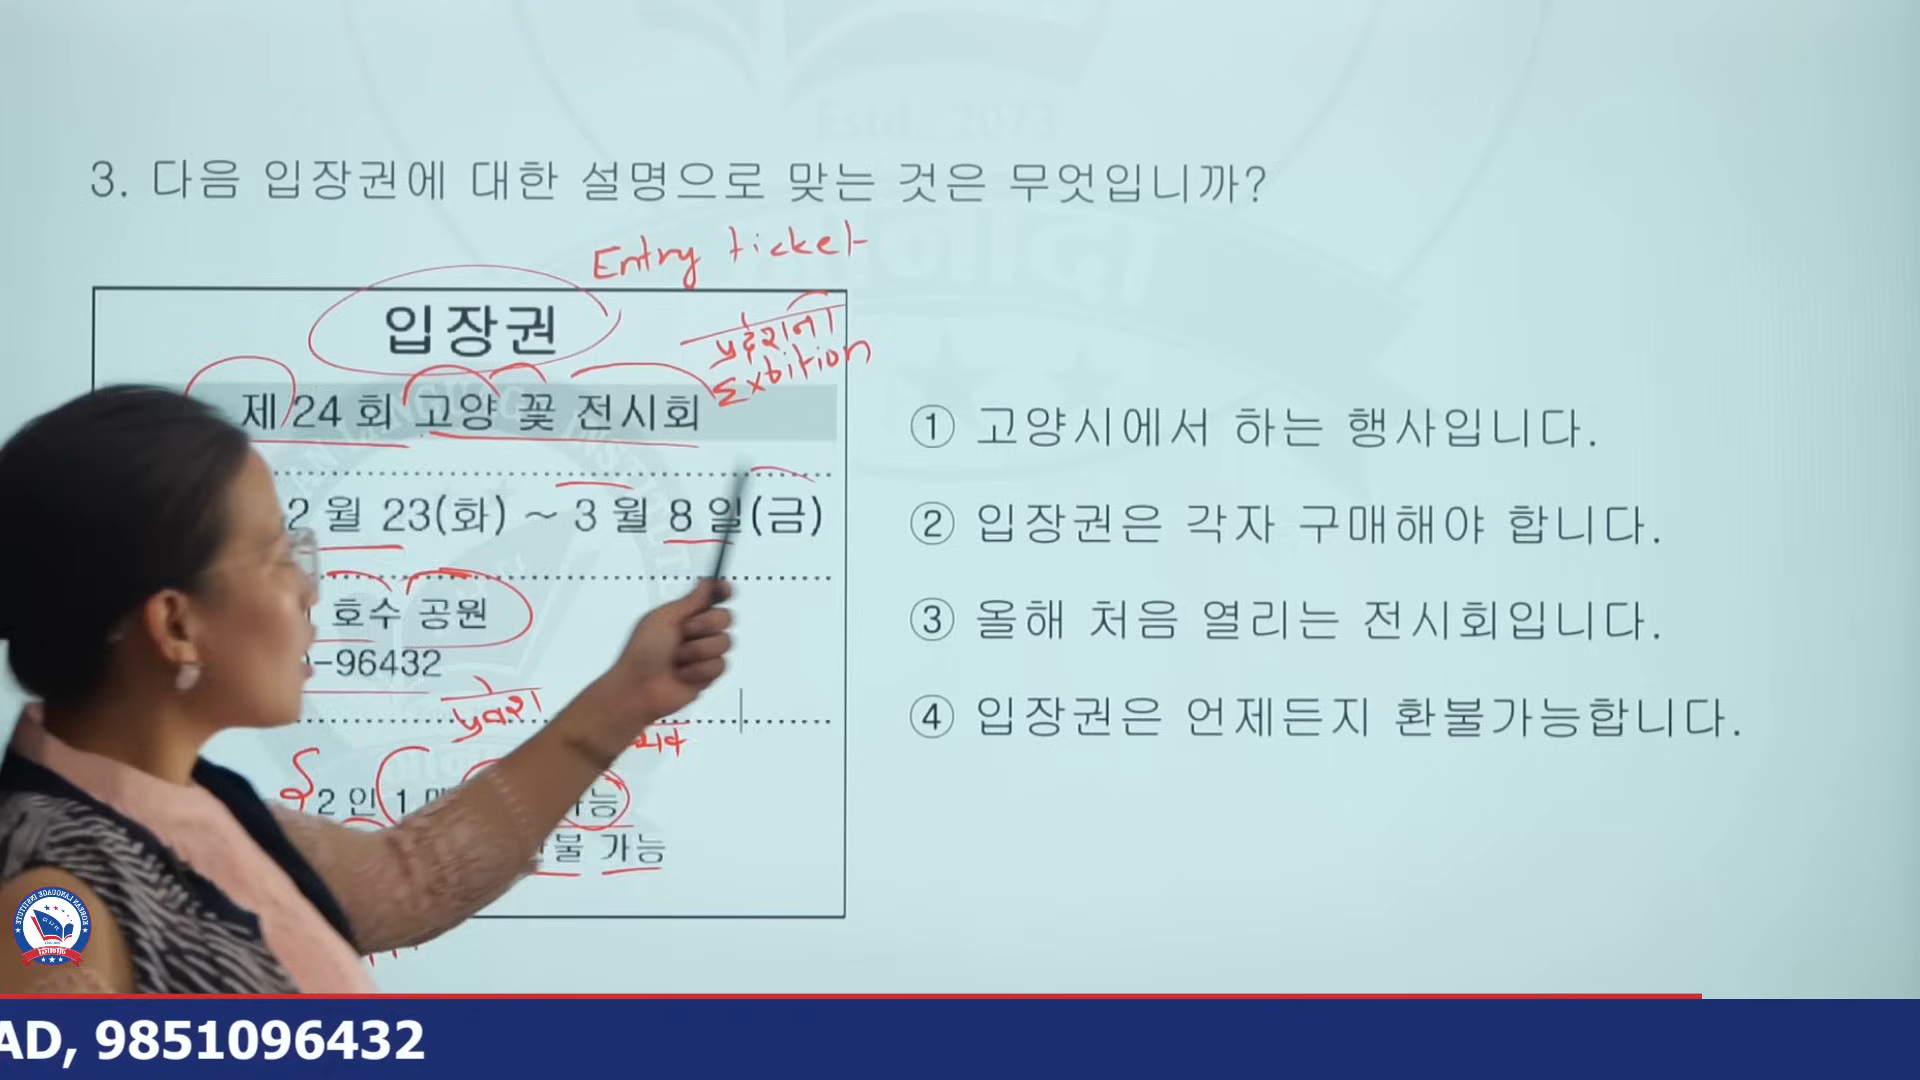 Estd. 2073
3. 다음 입장권에 대한 설명으로 맞는 것은 무엇입니까?
Entry ticket
입장권
Exbition
제 24 회 고양 꽃 전시회
2 월 23(화) ~ 3 월 8 일(금)
호수 공원
-96432
2 인 1
불 가능
① 고양시에서 하는 행사입니다.
② 입장권은 각자 구매해야 합니다.
③ 올해 처음 열리는 전시회입니다.
④ 입장권은 언제든지 환불가능합니다.
AD, 9851096432